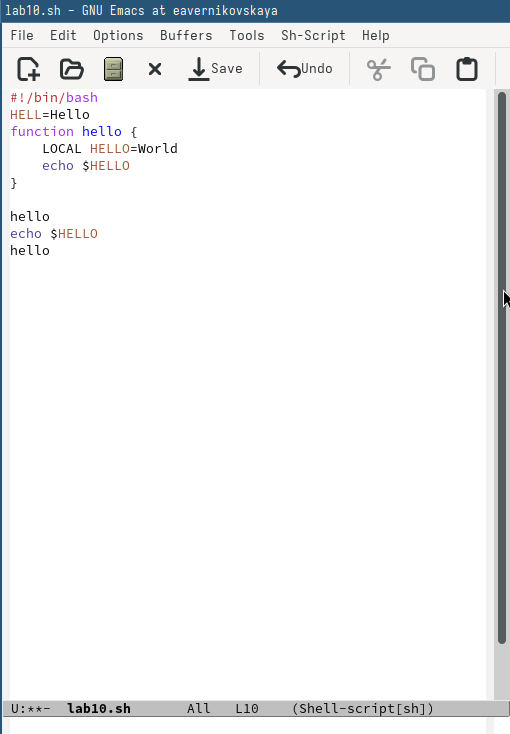 lab10.sh - GNU Emacs at eavernikovskaya
File Edit Options Buffers Tools Sh-Script Help
Save Undo
#!/bin/bash
HELL=Hello
function hello {
    LOCAL HELLO=World
    echo $HELLO
}
hello
echo $HELLO
hello
U:**-  lab10.sh       All   L10    (Shell-script[sh])